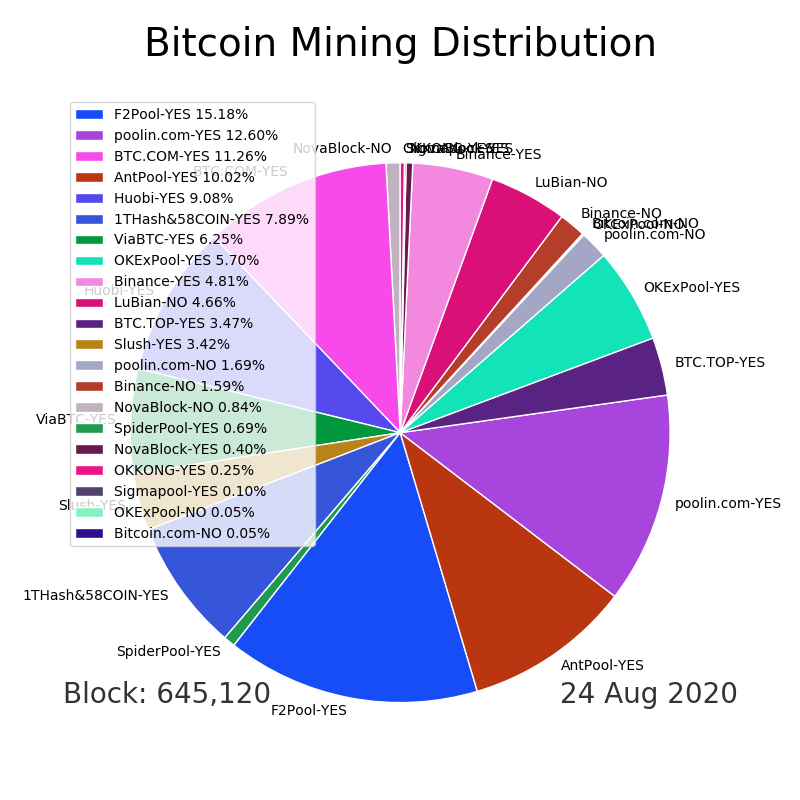 Bitcoin Mining Distribution
F2Pool-YES 15.18%
poolin.com-YES 12.60%
BTC.COM-YES 11.26%
AntPool-YES 10.02%
Huobi-YES 9.08%
1THash&58COIN-YES 7.89%
ViaBTC-YES 6.25%
OKExPool-YES 5.70%
Binance-YES 4.81%
LuBian-NO 4.66%
BTC.TOP-YES 3.47%
Slush-YES 3.42%
poolin.com-NO 1.69%
Binance-NO 1.59%
NovaBlock-NO 0.84%
SpiderPool-YES 0.69%
NovaBlock-YES 0.40%
OKKONG-YES 0.25%
Sigmapool-YES 0.10%
OKExPool-NO 0.05%
Bitcoin.com-NO 0.05%
NovaBlock-NO
BTC.COM-YES
Huobi-YES
ViaBTC-YES
Slush-YES
1THash&58COIN-YES
SpiderPool-YES
F2Pool-YES
AntPool-YES
poolin.com-YES
BTC.TOP-YES
OKExPool-YES
poolin.com-NO
OKExPool-NO
Bitcoin.com-NO
Binance-NO
LuBian-NO
Binance-YES
Block: 645,120
24 Aug 2020